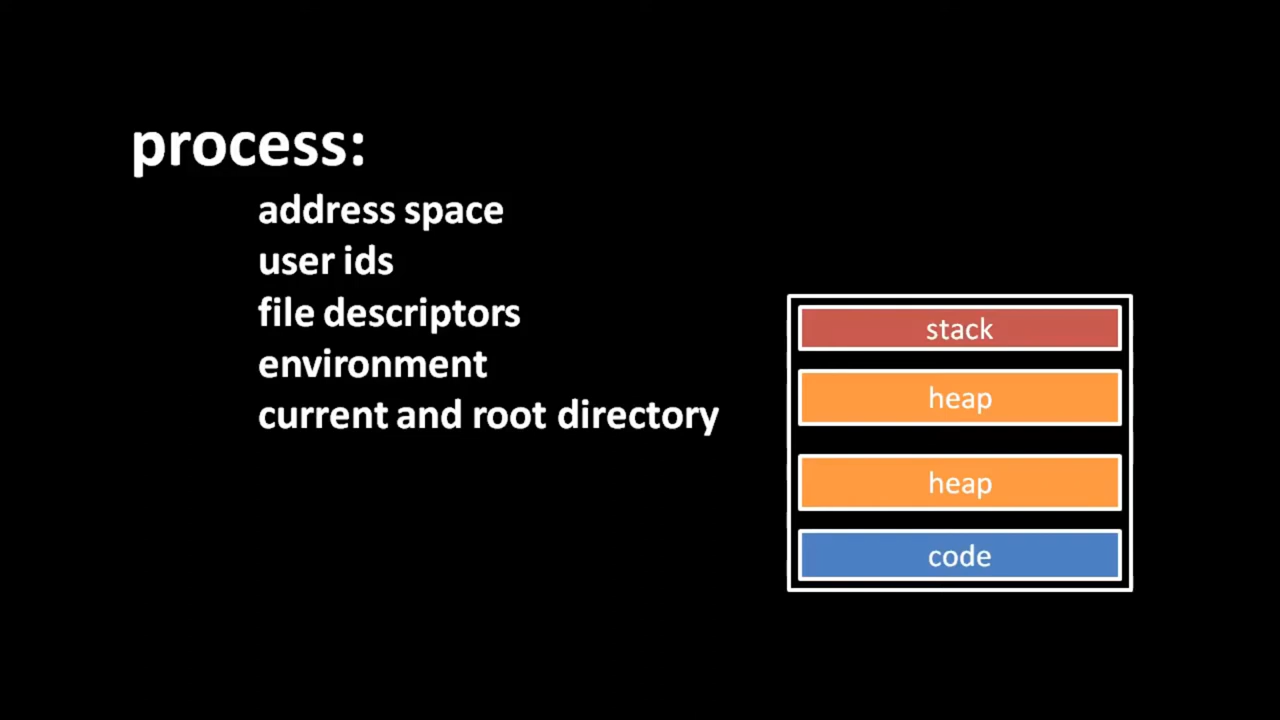 process:
address space
user ids
file descriptors
environment
current and root directory
stack
heap
heap
code